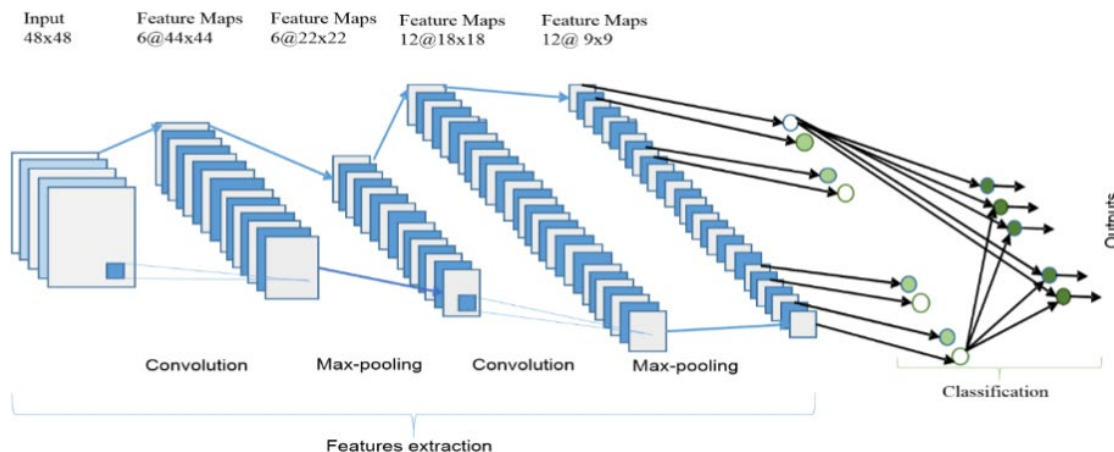 Input
48x48
Feature Maps
6@44x44
Feature Maps
6@22x22
Feature Maps
12@18x18
Feature Maps
12@ 9x9
Outputs
Convolution
Max-pooling
Convolution
Max-pooling
Classification
Features extraction